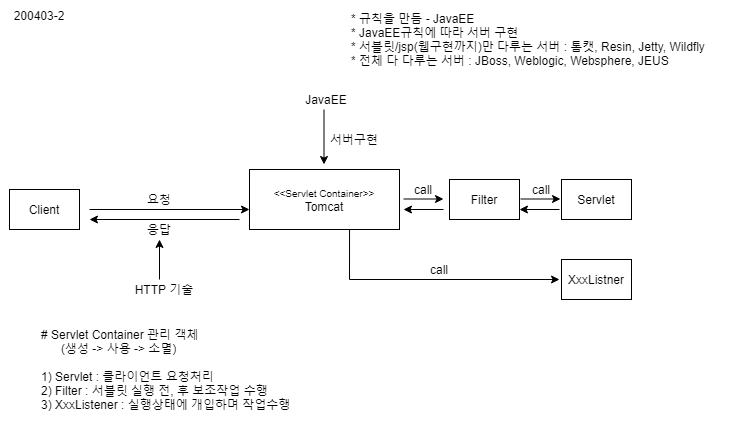 200403-2
* 규칙을 만듬 - JavaEE
* JavaEE규칙에 따라 서버 구현
* 서블릿/jsp(웹구현까지)만 다루는 서버 : 톰캣, Resin, Jetty, Wildfly
* 전체 다 다루는 서버 : JBoss, Weblogic, Websphere, JEUS
JavaEE
서버구현
Client
요청
응답
HTTP 기술
<<Servlet Container>>
Tomcat
call
Filter
call
Servlet
call
XxxListner
# Servlet Container 관리 객체
(생성 -> 사용 -> 소멸)
1) Servlet : 클라이언트 요청처리
2) Filter : 서블릿 실행 전, 후 보조작업 수행
3) XxxListener : 실행상태에 개입하며 작업수행